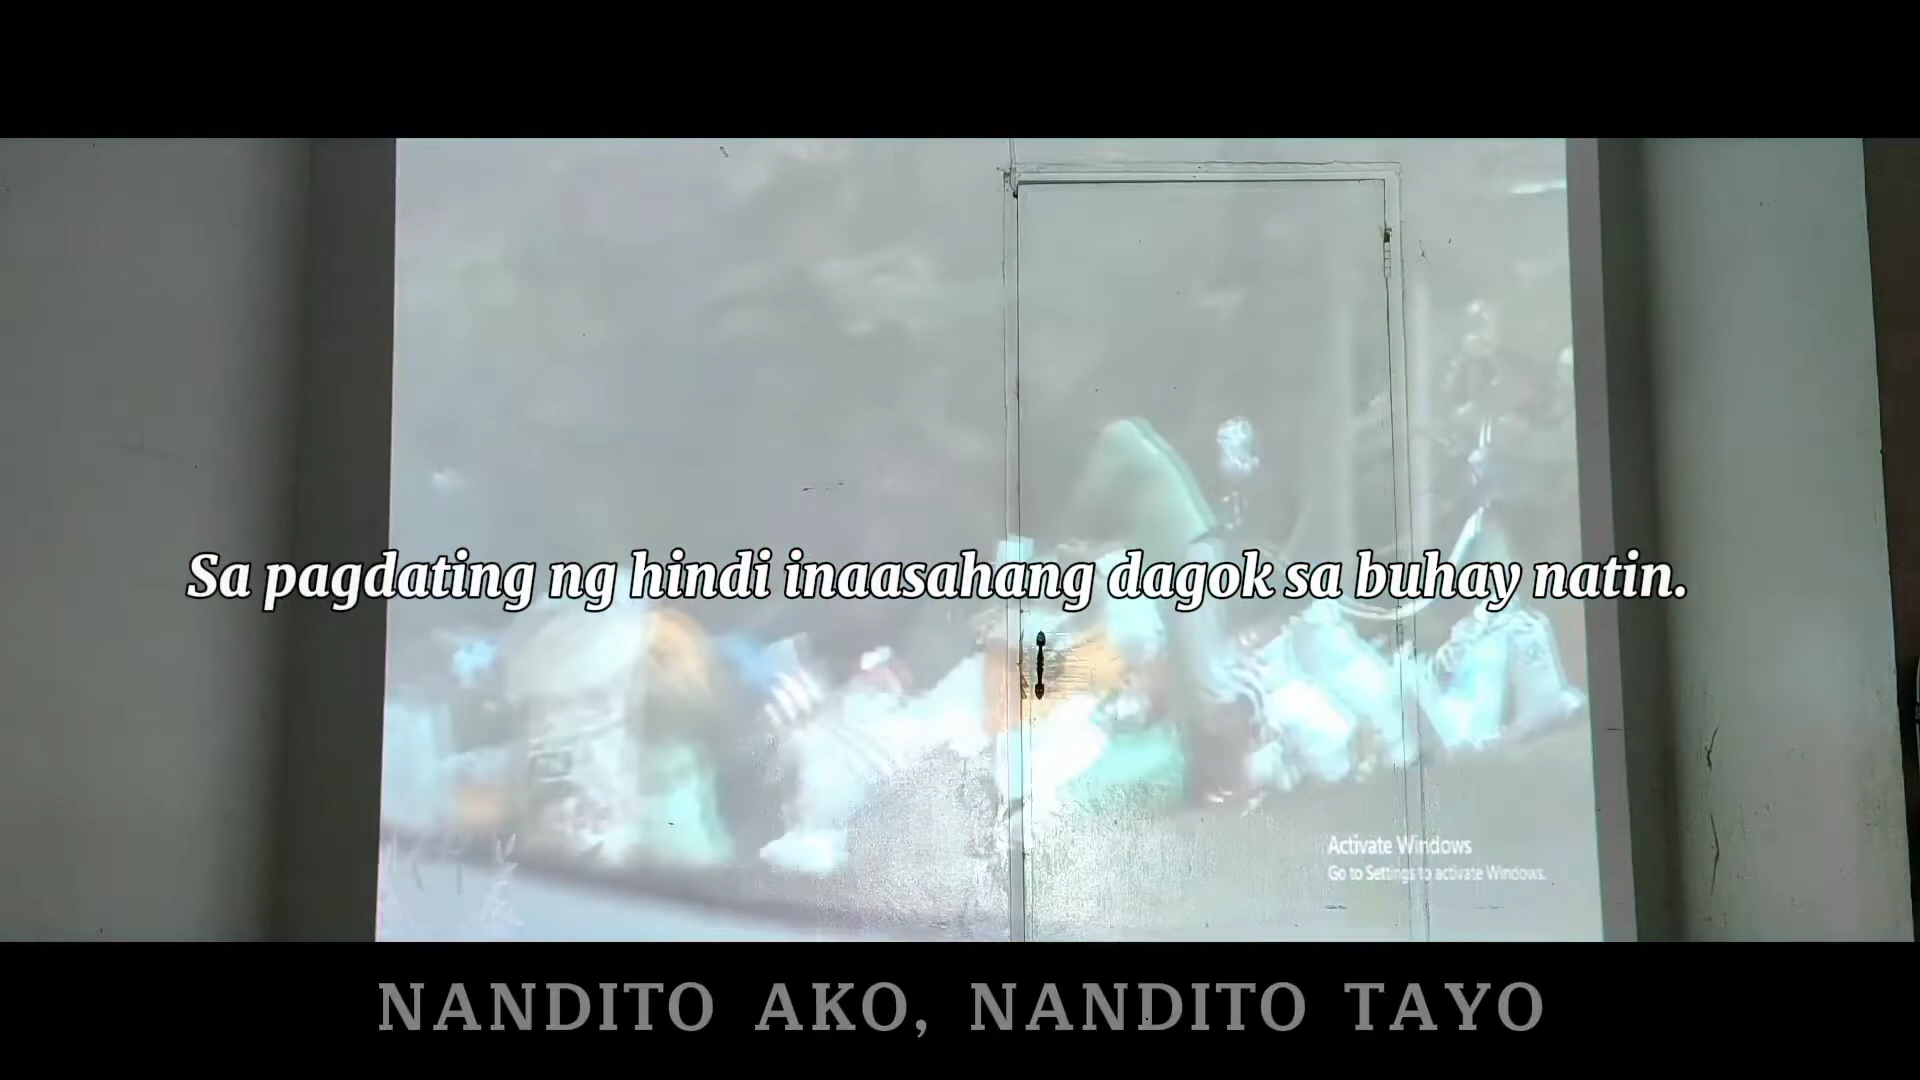 Sa pagdating ng hindi inaasahang dagok sa buhay natin.
Activate Windows
Go to Settings to activate Windows.
NANDITO AKO, NANDITO TAYO